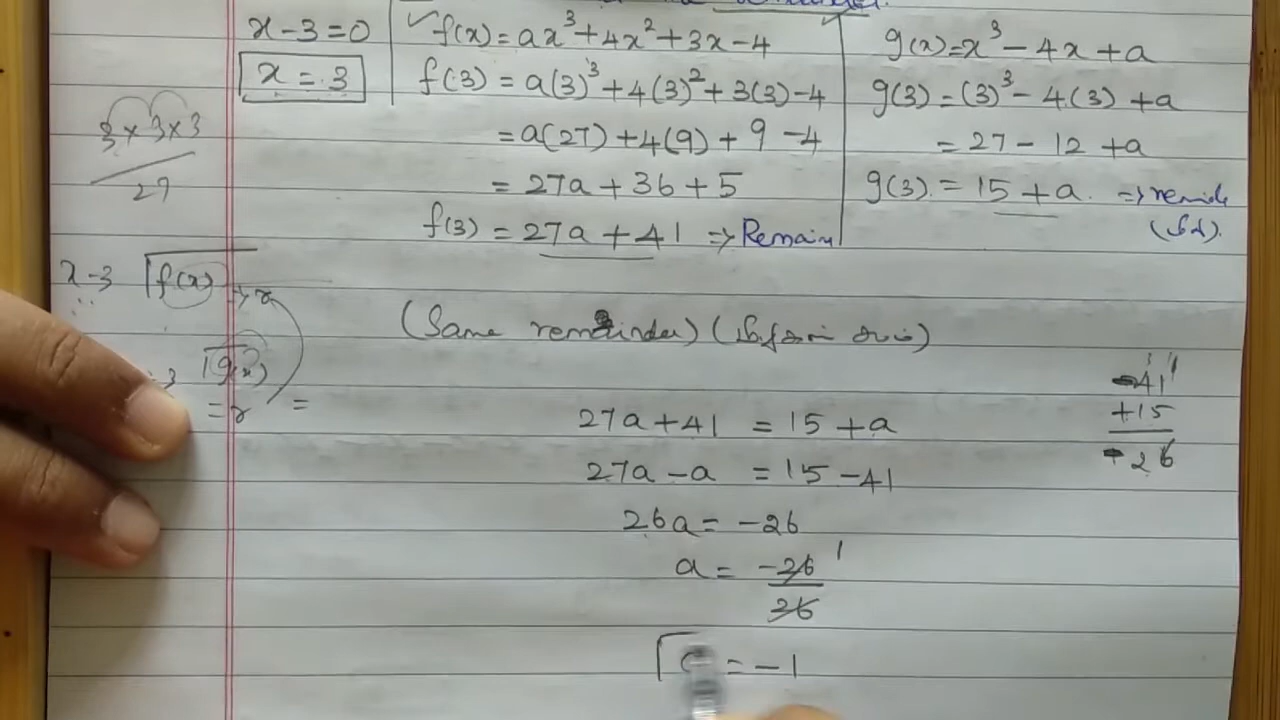 x-3=0
x = 3
3×3×3
27
f(x)=ax³+4x²+3x-4
f(3) = a(3)³+4(3)²+3(3)-4
=a(27)+4(9)+9-4
= 27a+36+5
f(3) = 27a+41 ⇒Remain
g(x)=x³-4x+a
g(3)=(3)³-4(3)+a
= 27-12+a
g(3) = 15+a ⇒
x-3 f(x) → r
3 g(x)
=r =
(Same remainder)
27a+41 = 15+a
27a-a = 15-41
26a = -26
a = -26 1
26
= -1
-41
+15
-26